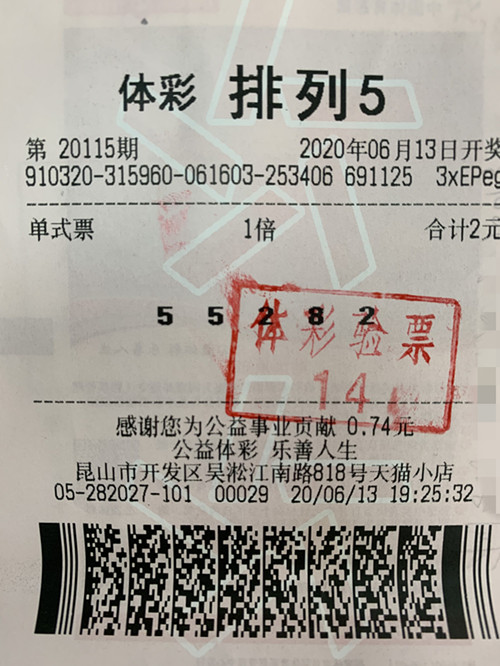 体彩 排列5
第 20115期 2020年06月13日开奖
910320-315960-061603-253406 691125 3xEPeg
单式票 1倍 合计2元
5 5 2 8 2
体彩验票
14
感谢您为公益事业贡献 0.74元
公益体彩 乐善人生
昆山市开发区吴淞江南路818号天猫小店
05-282027-101 00029 20/06/13 19:25:32